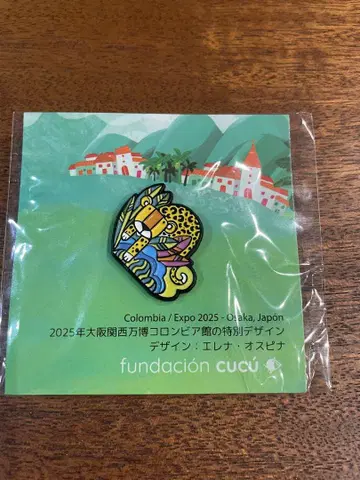 Colombia / Expo 2025 - Osaka, Japón
2025年大阪関西万博コロンビア館の特別デザイン
デザイン：エレナ・オスピナ
fundación cucú